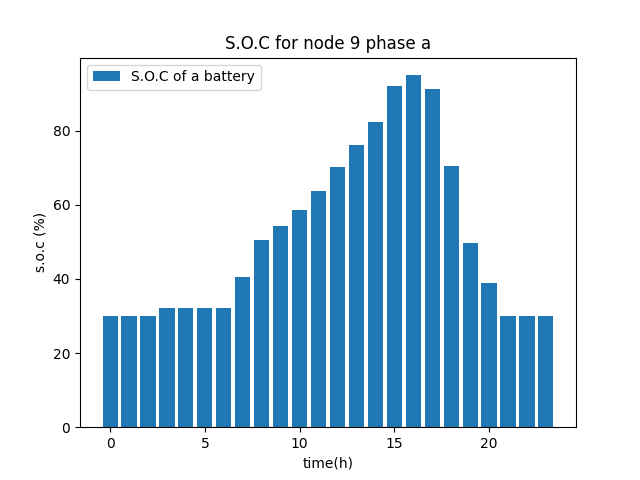 S.O.C for node 9 phase a
S.O.C of a battery
s.o.c (%)
80
60
40
20
0
0 5 10 15 20
time(h)